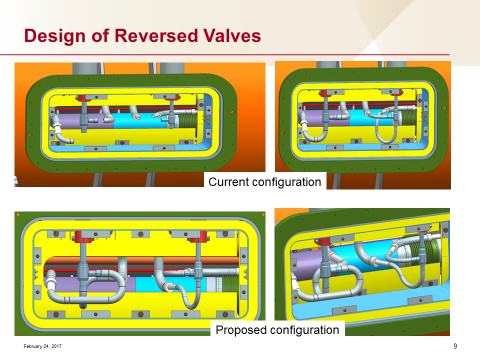 Design of Reversed Valves
Current configuration
Proposed configuration
February 24, 2017
9